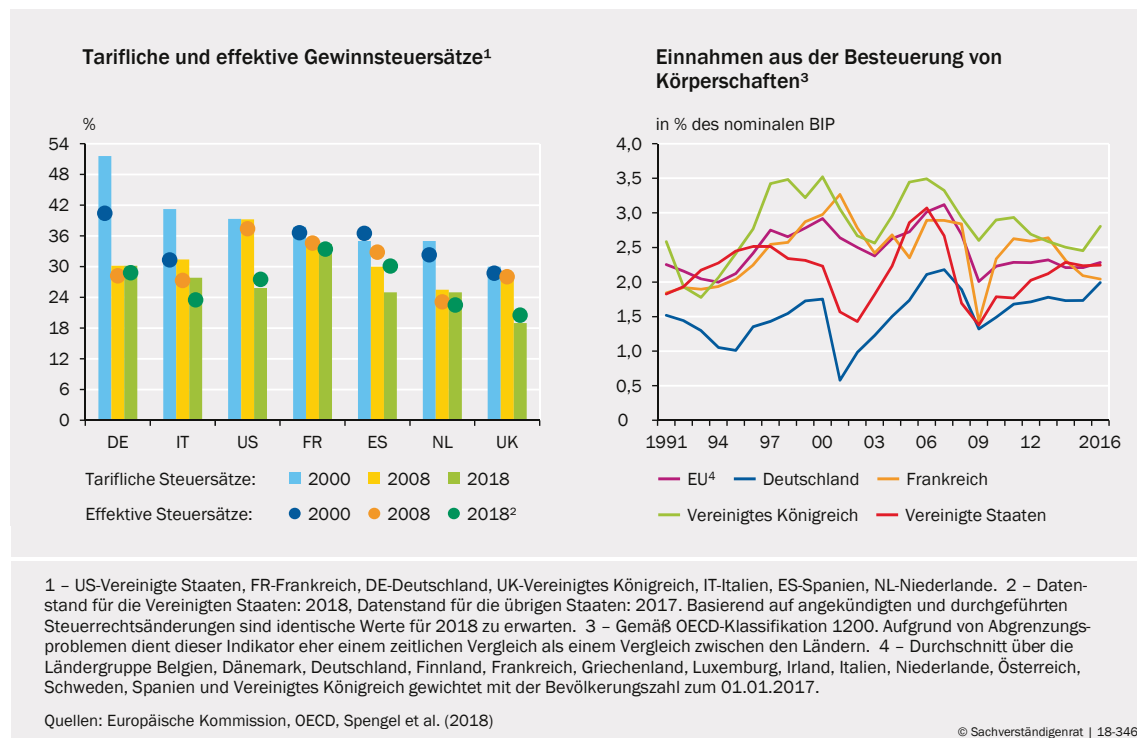 Tarifliche und effektive Gewinnsteuersätze¹
%
54
48
42
36
30
24
18
12
6
0
DE IT US FR ES NL UK
Tarifliche Steuersätze: 2000 2008 2018
Effektive Steuersätze: 2000 2008 2018²
Einnahmen aus der Besteuerung von
Körperschaften³
in % des nominalen BIP
4,0
3,5
3,0
2,5
2,0
1,5
1,0
0,5
0
1991 94 97 00 03 06 09 12 2016
EU⁴ Deutschland Frankreich
Vereinigtes Königreich Vereinigte Staaten
1 – US-Vereinigte Staaten, FR-Frankreich, DE-Deutschland, UK-Vereinigtes Königreich, IT-Italien, ES-Spanien, NL-Niederlande. 2 – Daten-
stand für die Vereinigten Staaten: 2018, Datenstand für die übrigen Staaten: 2017. Basierend auf angekündigten und durchgeführten
Steuerrechtsänderungen sind identische Werte für 2018 zu erwarten. 3 – Gemäß OECD-Klassifikation 1200. Aufgrund von Abgrenzungs-
problemen dient dieser Indikator eher einem zeitlichen Vergleich als einem Vergleich zwischen den Ländern. 4 – Durchschnitt über die
Ländergruppe Belgien, Dänemark, Deutschland, Finnland, Frankreich, Griechenland, Luxemburg, Irland, Italien, Niederlande, Österreich,
Schweden, Spanien und Vereinigtes Königreich gewichtet mit der Bevölkerungszahl zum 01.01.2017.
Quellen: Europäische Kommission, OECD, Spengel et al. (2018)
© Sachverständigenrat | 18-346